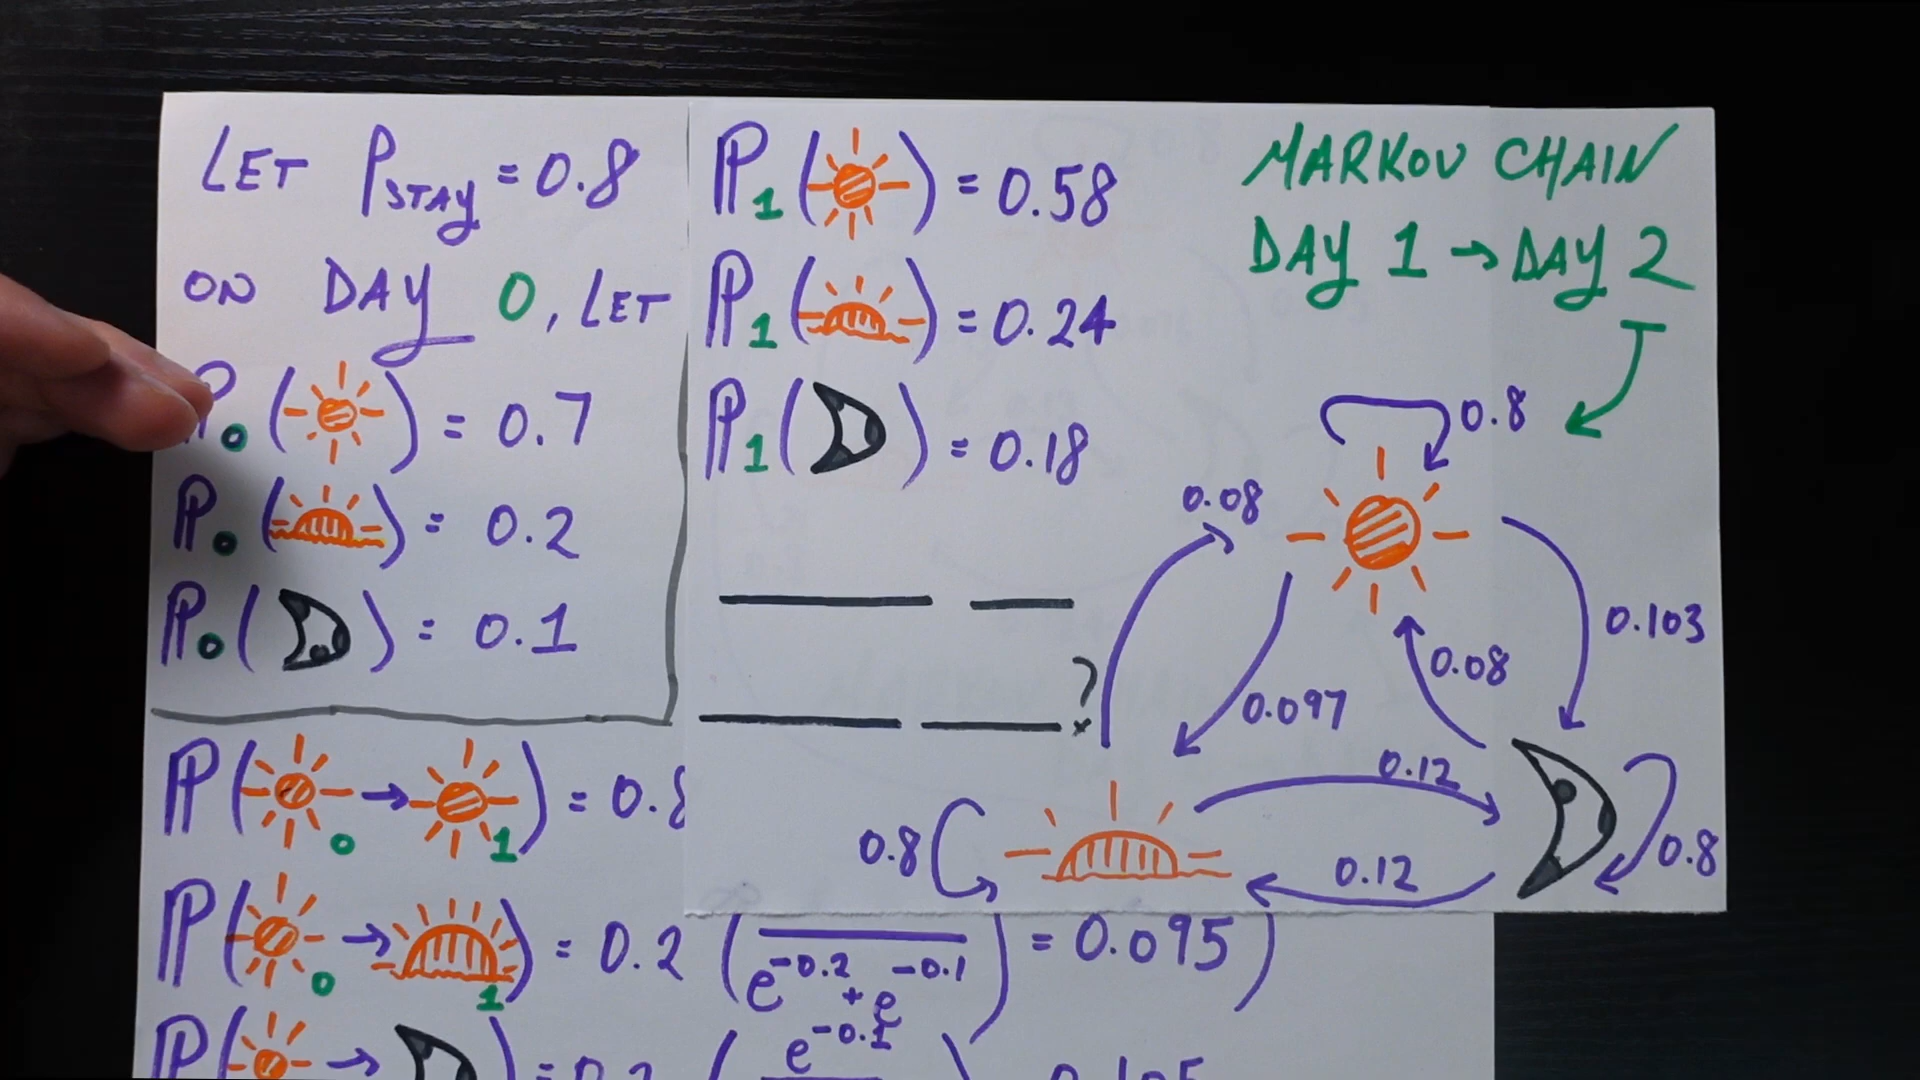 LET PSTAY = 0.8
ON DAY 0, LET
P0( ) = 0.7
P0( ) = 0.2
P0( ) = 0.1
P( 0 → 1 ) = 0.8
P( 0 → 1 ) = 0.2 ( e^-0.2 + e^-0.1 ) = 0.095 )
P( → ) = ( e^-0.1
P1( ) = 0.58
P1( ) = 0.24
P1( ) = 0.18
?
MARKOV CHAIN
DAY 1 → DAY 2
0.8
0.08
0.103
0.08
0.097
0.12
0.8
0.12
0.8